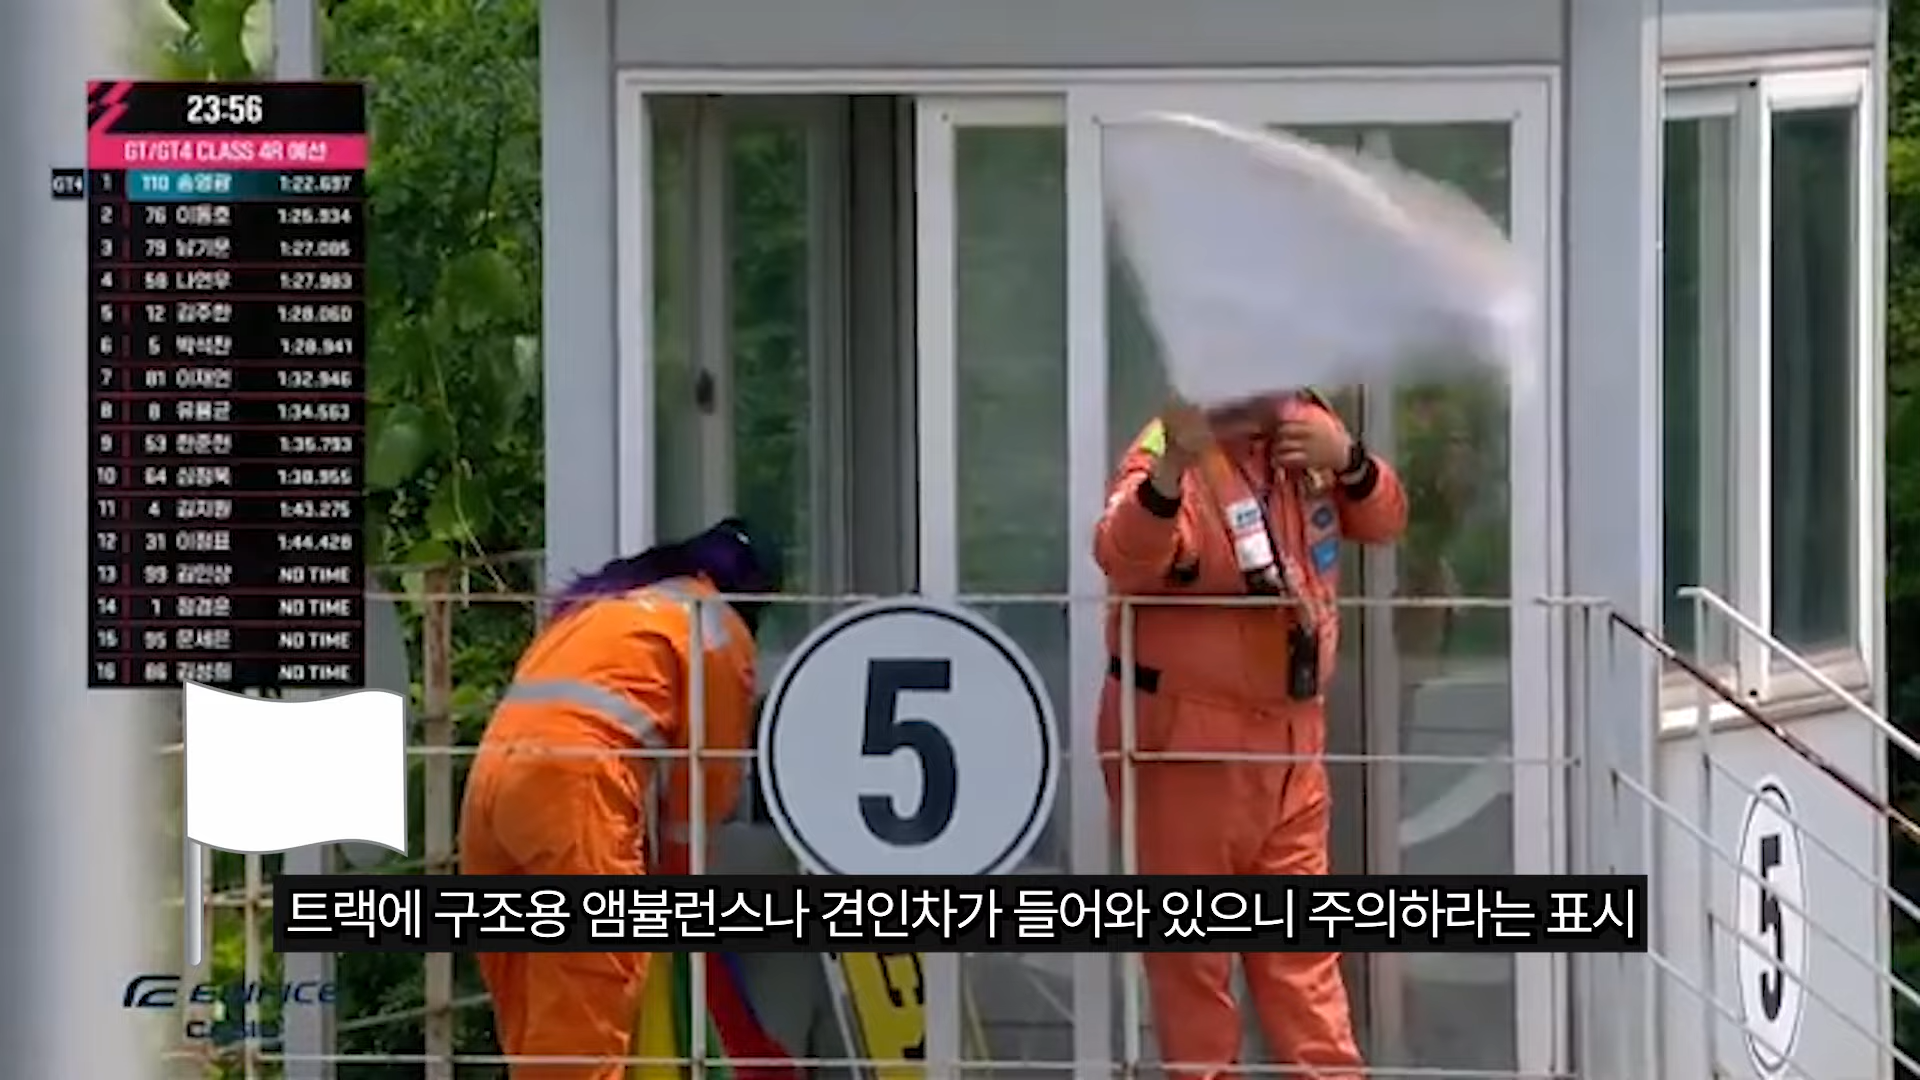 23:56
GT/GT4 CLASS 4R 예선
GT4 1 110 송영광 1:22.697
2 76 이동호 1:25.934
3 79 남기문 1:27.085
4 58 나연우 1:27.983
5 12 김주한 1:28.060
6 5 박석찬 1:28.941
7 81 이재연 1:32.946
8 8 유용균 1:34.563
9 53 한준현 1:35.793
10 64 심정욱 1:38.955
11 4 김지원 1:43.275
12 31 이정표 1:44.428
13 99 김민상 NO TIME
14 1 정경운 NO TIME
15 95 문세은 NO TIME
16 86 김성희 NO TIME
5
5
트랙에 구조용 앰뷸런스나 견인차가 들어와 있으니 주의하라는 표시
EDIFICE
CASIO